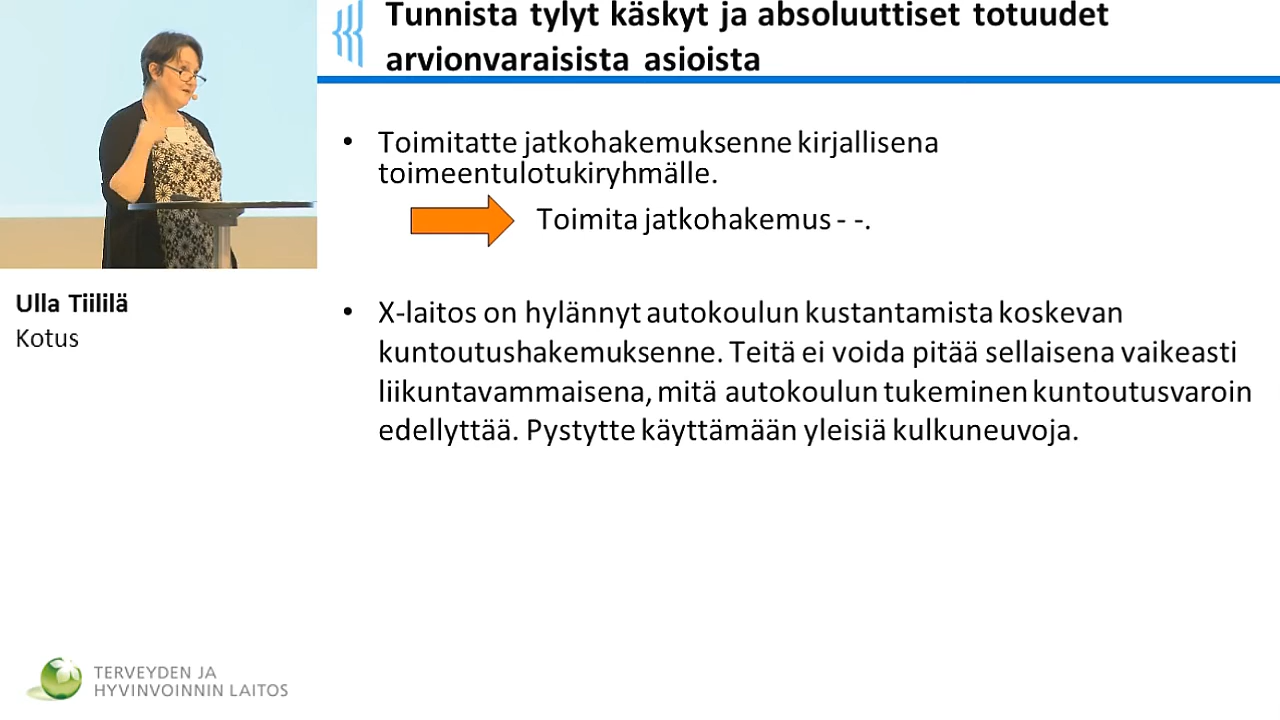 Tunnista tylyt käskyt ja absoluuttiset totuudet
arvionvaraisista asioista
• Toimitatte jatkohakemuksenne kirjallisena
toimeentulotukiryhmälle.
Toimita jatkohakemus - -.
Ulla Tiililä
Kotus
• X-laitos on hylännyt autokoulun kustantamista koskevan
kuntoutushakemuksenne. Teitä ei voida pitää sellaisena vaikeasti
liikuntavammaisena, mitä autokoulun tukeminen kuntoutusvaroin
edellyttää. Pystytte käyttämään yleisiä kulkuneuvoja.
TERVEYDEN JA
HYVINVOINNIN LAITOS